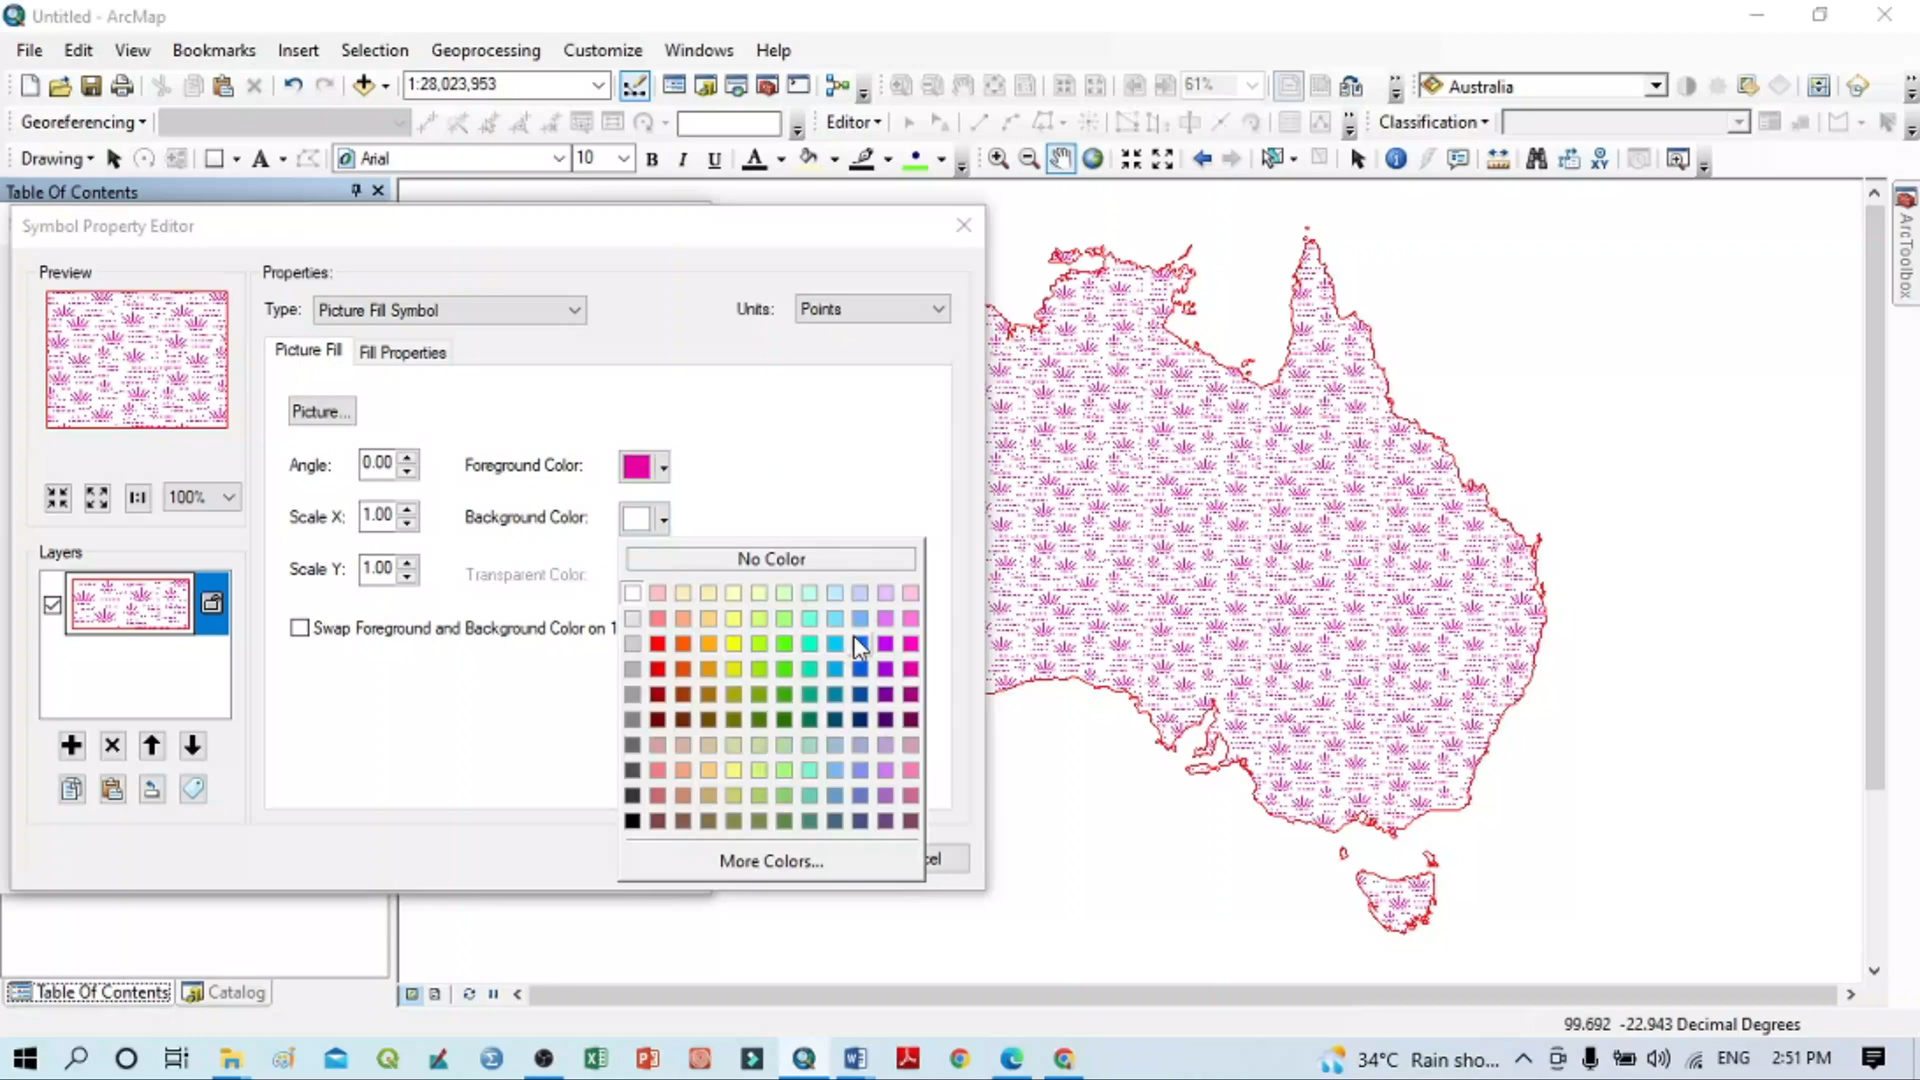 Untitled - ArcMap
File Edit View Bookmarks Insert Selection Geoprocessing Customize Windows Help
1:28,023,953 61% Australia
Georeferencing Editor Classification
Drawing A Arial 10 B I U A
Table Of Contents
Symbol Property Editor
Preview
Properties:
Type: Picture Fill Symbol Units: Points
Picture Fill Fill Properties
Picture...
Angle: 0.00 Foreground Color:
1:1 100%
Scale X: 1.00 Background Color:
Layers
No Color
Scale Y: 1.00 Transparent Color:
Swap Foreground and Background Color on 1
More Colors...
cel
ArcToolbox
Table Of Contents Catalog
99.692 -22.943 Decimal Degrees
34°C Rain sho... ENG 2:51 PM